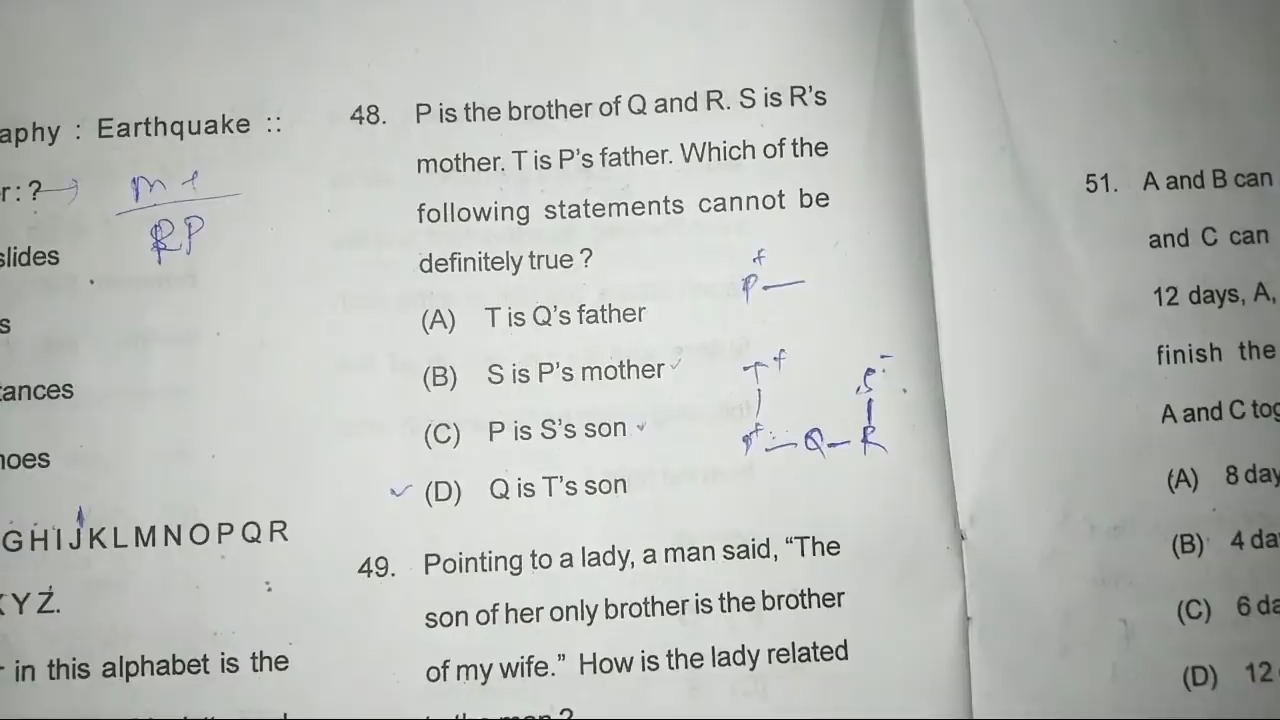 aphy : Earthquake ::
r : ?
m +
RP
slides
s
tances
hoes
GHIJKLMNOPQR
XYZ.
r in this alphabet is the
48. P is the brother of Q and R. S is R's
mother. T is P's father. Which of the
following statements cannot be
definitely true ?
(A) T is Q's father
(B) S is P's mother
(C) P is S's son
(D) Q is T's son
P
T
S
Q R
49. Pointing to a lady, a man said, “The
son of her only brother is the brother
of my wife.” How is the lady related
51. A and B can
and C can
12 days, A,
finish the
A and C tog
(A) 8 day
(B) 4 da
(C) 6 da
(D) 12